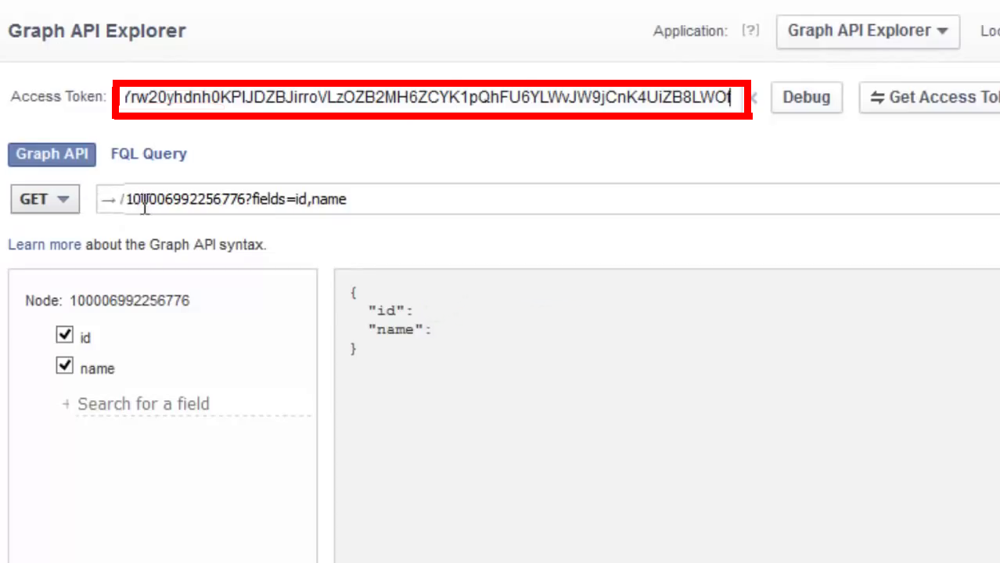 Graph API Explorer
Application: [?] Graph API Explorer
Access Token: Yrw20yhdnh0KPIJDZBJirroVLzOZB2MH6ZCYK1pQhFU6YLWvJW9jCnK4UiZB8LWOf Debug Get Access
Graph API FQL Query
GET → /100006992256776?fields=id,name
Learn more about the Graph API syntax.
Node: 100006992256776
id
name
+ Search for a field
{
"id":
"name":
}